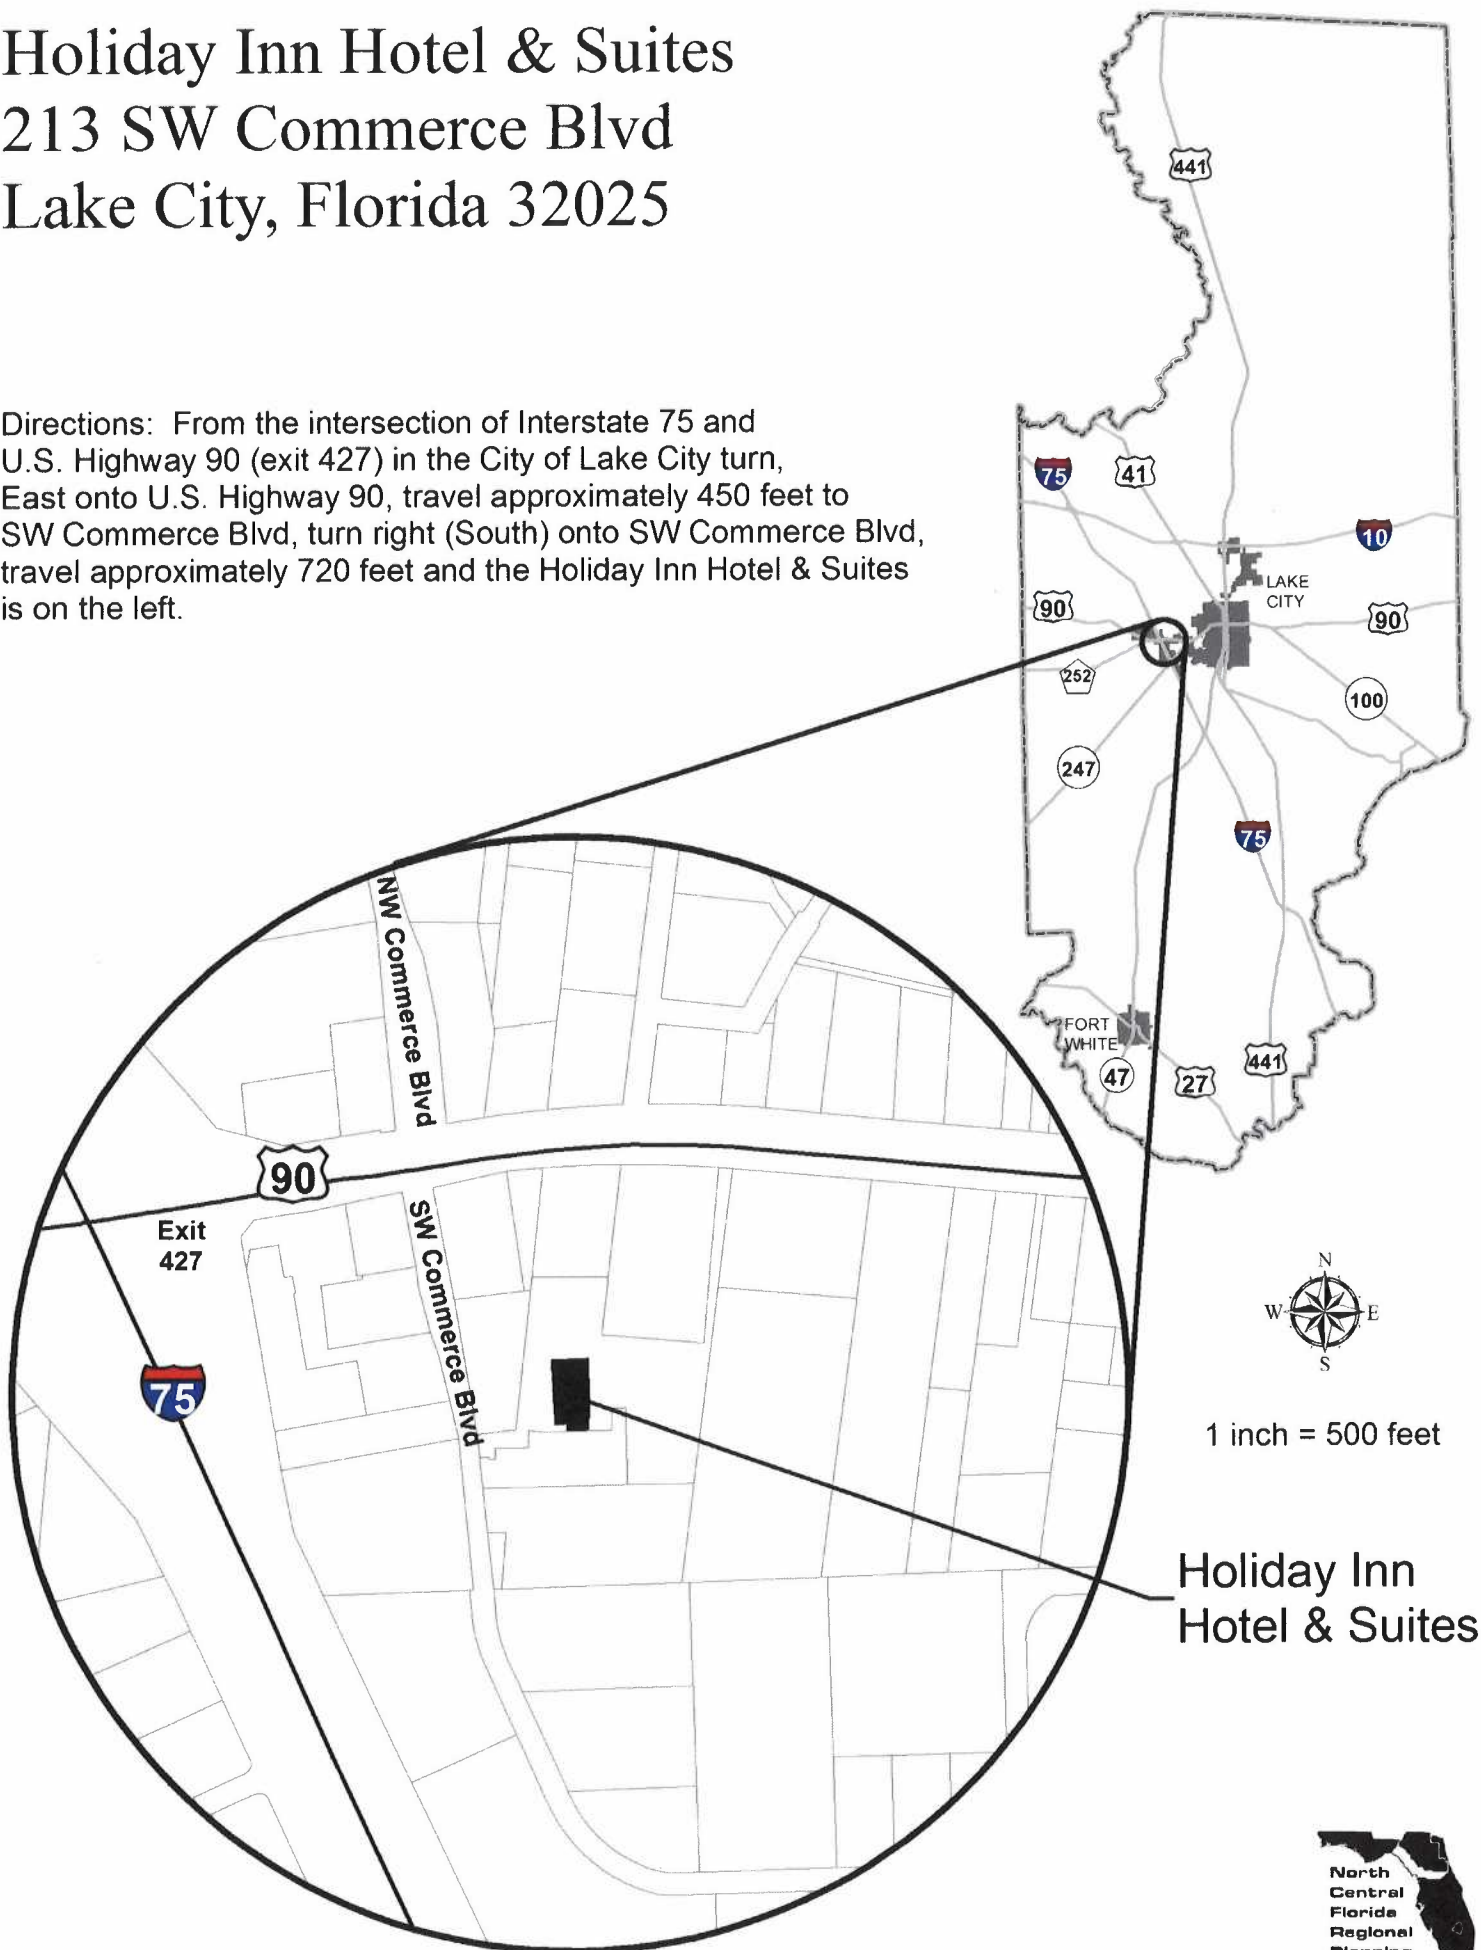 Holiday Inn Hotel & Suites
213 SW Commerce Blvd
Lake City, Florida 32025
Directions:  From the intersection of Interstate 75 and
U.S. Highway 90 (exit 427) in the City of Lake City turn,
East onto U.S. Highway 90, travel approximately 450 feet to
SW Commerce Blvd, turn right (South) onto SW Commerce Blvd,
travel approximately 720 feet and the Holiday Inn Hotel & Suites
is on the left.
441
75
41
10
LAKE
CITY
90
90
252
100
247
75
FORT
WHITE
47
27
441
NW Commerce Blvd
90
Exit
427
SW Commerce Blvd
75
N
W
E
S
1 inch = 500 feet
Holiday Inn
Hotel & Suites
North
Central
Florida
Regional